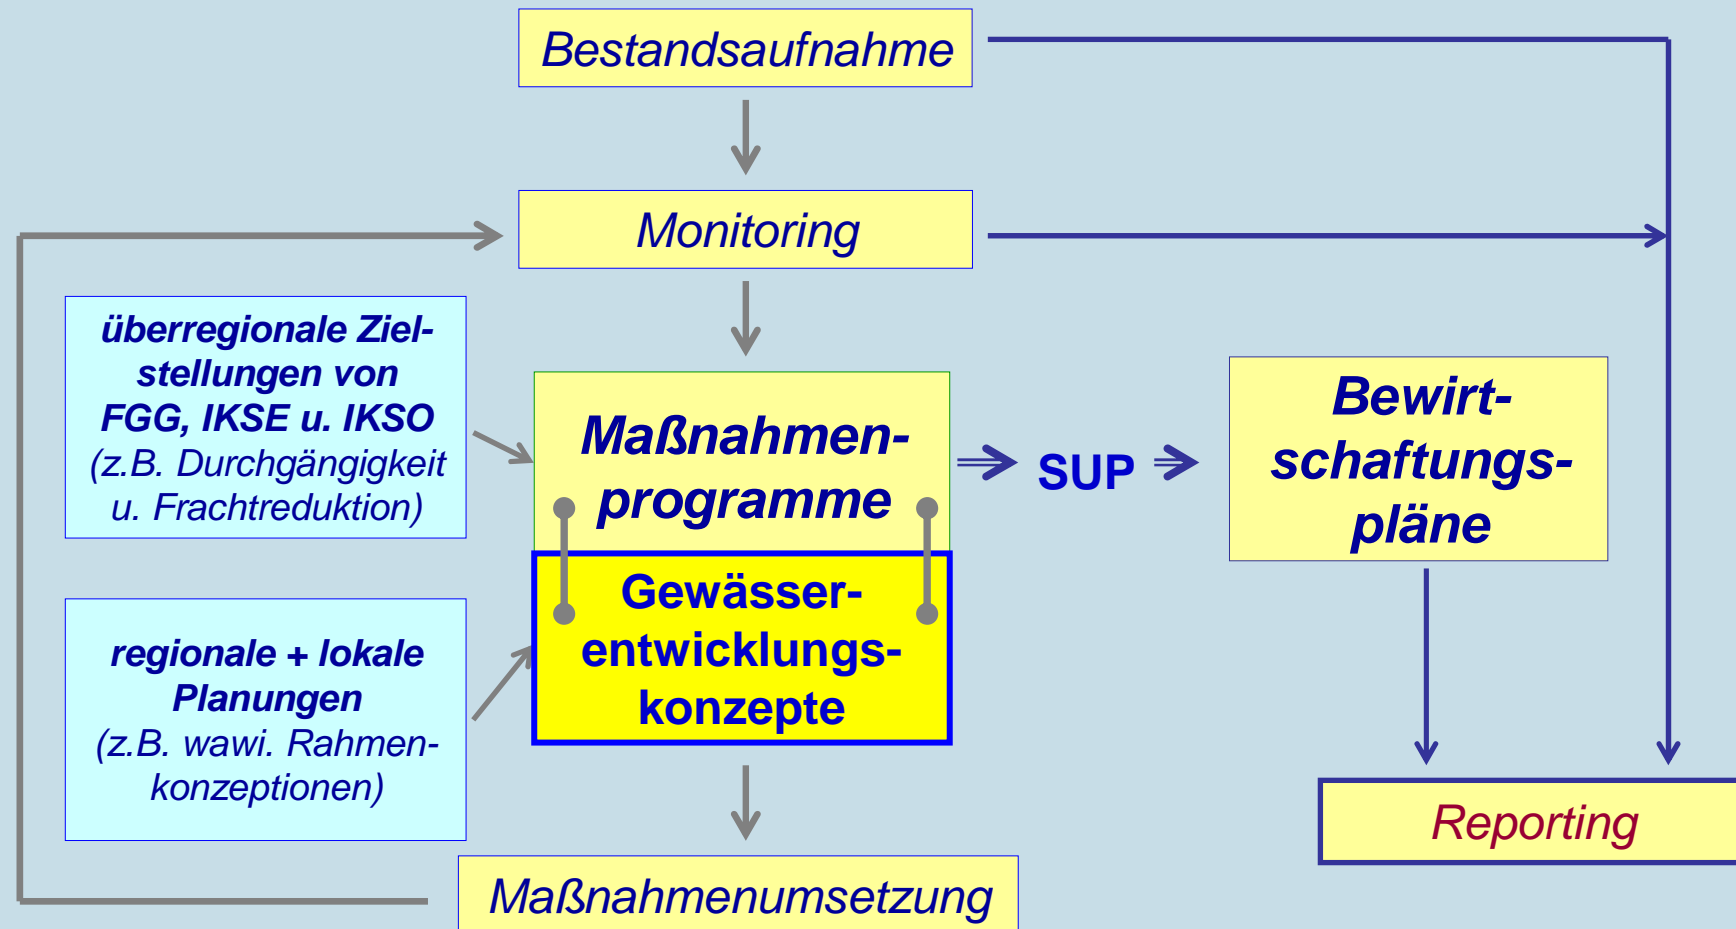 Bestandsaufnahme
Monitoring
überregionale Ziel-
stellungen von
FGG, IKSE u. IKSO
(z.B. Durchgängigkeit
u. Frachtreduktion)
Maßnahmen-
programme
SUP
Bewirt-
schaftungs-
pläne
Gewässer-
entwicklungs-
konzepte
regionale + lokale
Planungen
(z.B. wawi. Rahmen-
konzeptionen)
Reporting
Maßnahmenumsetzung